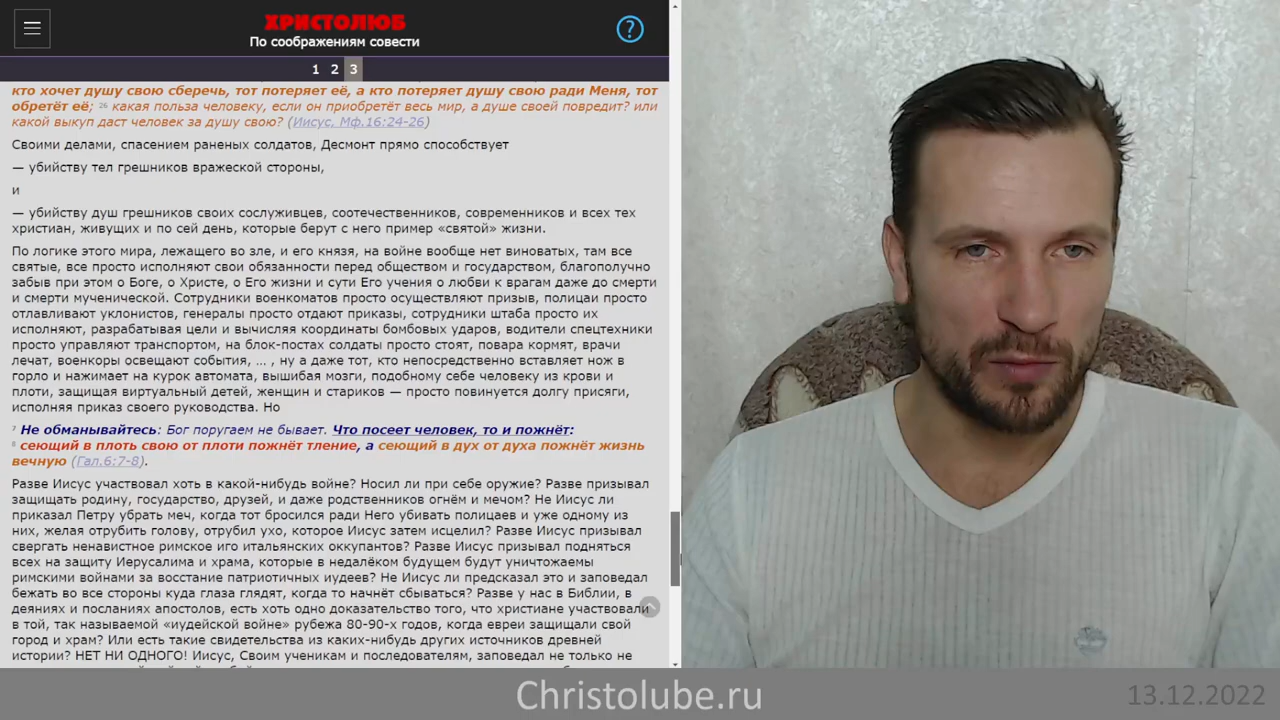 ХРИСТОЛЮБ
По соображениям совести
?
1 2 3
кто хочет душу свою сберечь, тот потеряет её, а кто потеряет душу свою ради Меня, тот
обретёт её; 26 какая польза человеку, если он приобретёт весь мир, а душе своей повредит? или
какой выкуп даст человек за душу свою? (Иисус, Мф.16:24-26)
Своими делами, спасением раненых солдатов, Десмонт прямо способствует
— убийству тел грешников вражеской стороны,
и
— убийству душ грешников своих сослуживцев, соотечественников, современников и всех тех
христиан, живущих и по сей день, которые берут с него пример «святой» жизни.
По логике этого мира, лежащего во зле, и его князя, на войне вообще нет виноватых, там все
святые, все просто исполняют свои обязанности перед обществом и государством, благополучно
забыв при этом о Боге, о Христе, о Его жизни и сути Его учения о любви к врагам даже до смерти
и смерти мученической. Сотрудники военкоматов просто осуществляют призыв, полицаи просто
отлавливают уклонистов, генералы просто отдают приказы, сотрудники штаба просто их
исполняют, разрабатывая цели и вычисляя координаты бомбовых ударов, водители спецтехники
просто управляют транспортом, на блок-постах солдаты просто стоят, повара кормят, врачи
лечат, военкоры освещают события, ... , ну а даже тот, кто непосредственно вставляет нож в
горло и нажимает на курок автомата, вышибая мозги, подобному себе человеку из крови и
плоти, защищая виртуальный детей, женщин и стариков — просто повинуется долгу присяги,
исполняя приказ своего руководства. Но
7 Не обманывайтесь: Бог поругаем не бывает. Что посеет человек, то и пожнёт:
8 сеющий в плоть свою от плоти пожнёт тление, а сеющий в дух от духа пожнёт жизнь
вечную (Гал.6:7-8).
Разве Иисус участвовал хоть в какой-нибудь войне? Носил ли при себе оружие? Разве призывал
защищать родину, государство, друзей, и даже родственников огнём и мечом? Не Иисус ли
приказал Петру убрать меч, когда тот бросился ради Него убивать полицаев и уже одному из
них, желая отрубить голову, отрубил ухо, которое Иисус затем исцелил? Разве Иисус призывал
свергать ненавистное римское иго итальянских оккупантов? Разве Иисус призывал подняться
всех на защиту Иерусалима и храма, которые в недалёком будущем будут уничтожаемы
римскими войнами за восстание патриотичных иудеев? Не Иисус ли предсказал это и заповедал
бежать во все стороны куда глаза глядят, когда то начнёт сбываться? Разве у нас в Библии, в
деяниях и посланиях апостолов, есть хоть одно доказательство того, что христиане участвовали
в той, так называемой «иудейской войне» рубежа 80-90-х годов, когда евреи защищали свой
город и храм? Или есть такие свидетельства из каких-нибудь других источников древней
истории? НЕТ НИ ОДНОГО! Иисус, Своим ученикам и последователям, заповедал не только не
Christolube.ru
13.12.2022